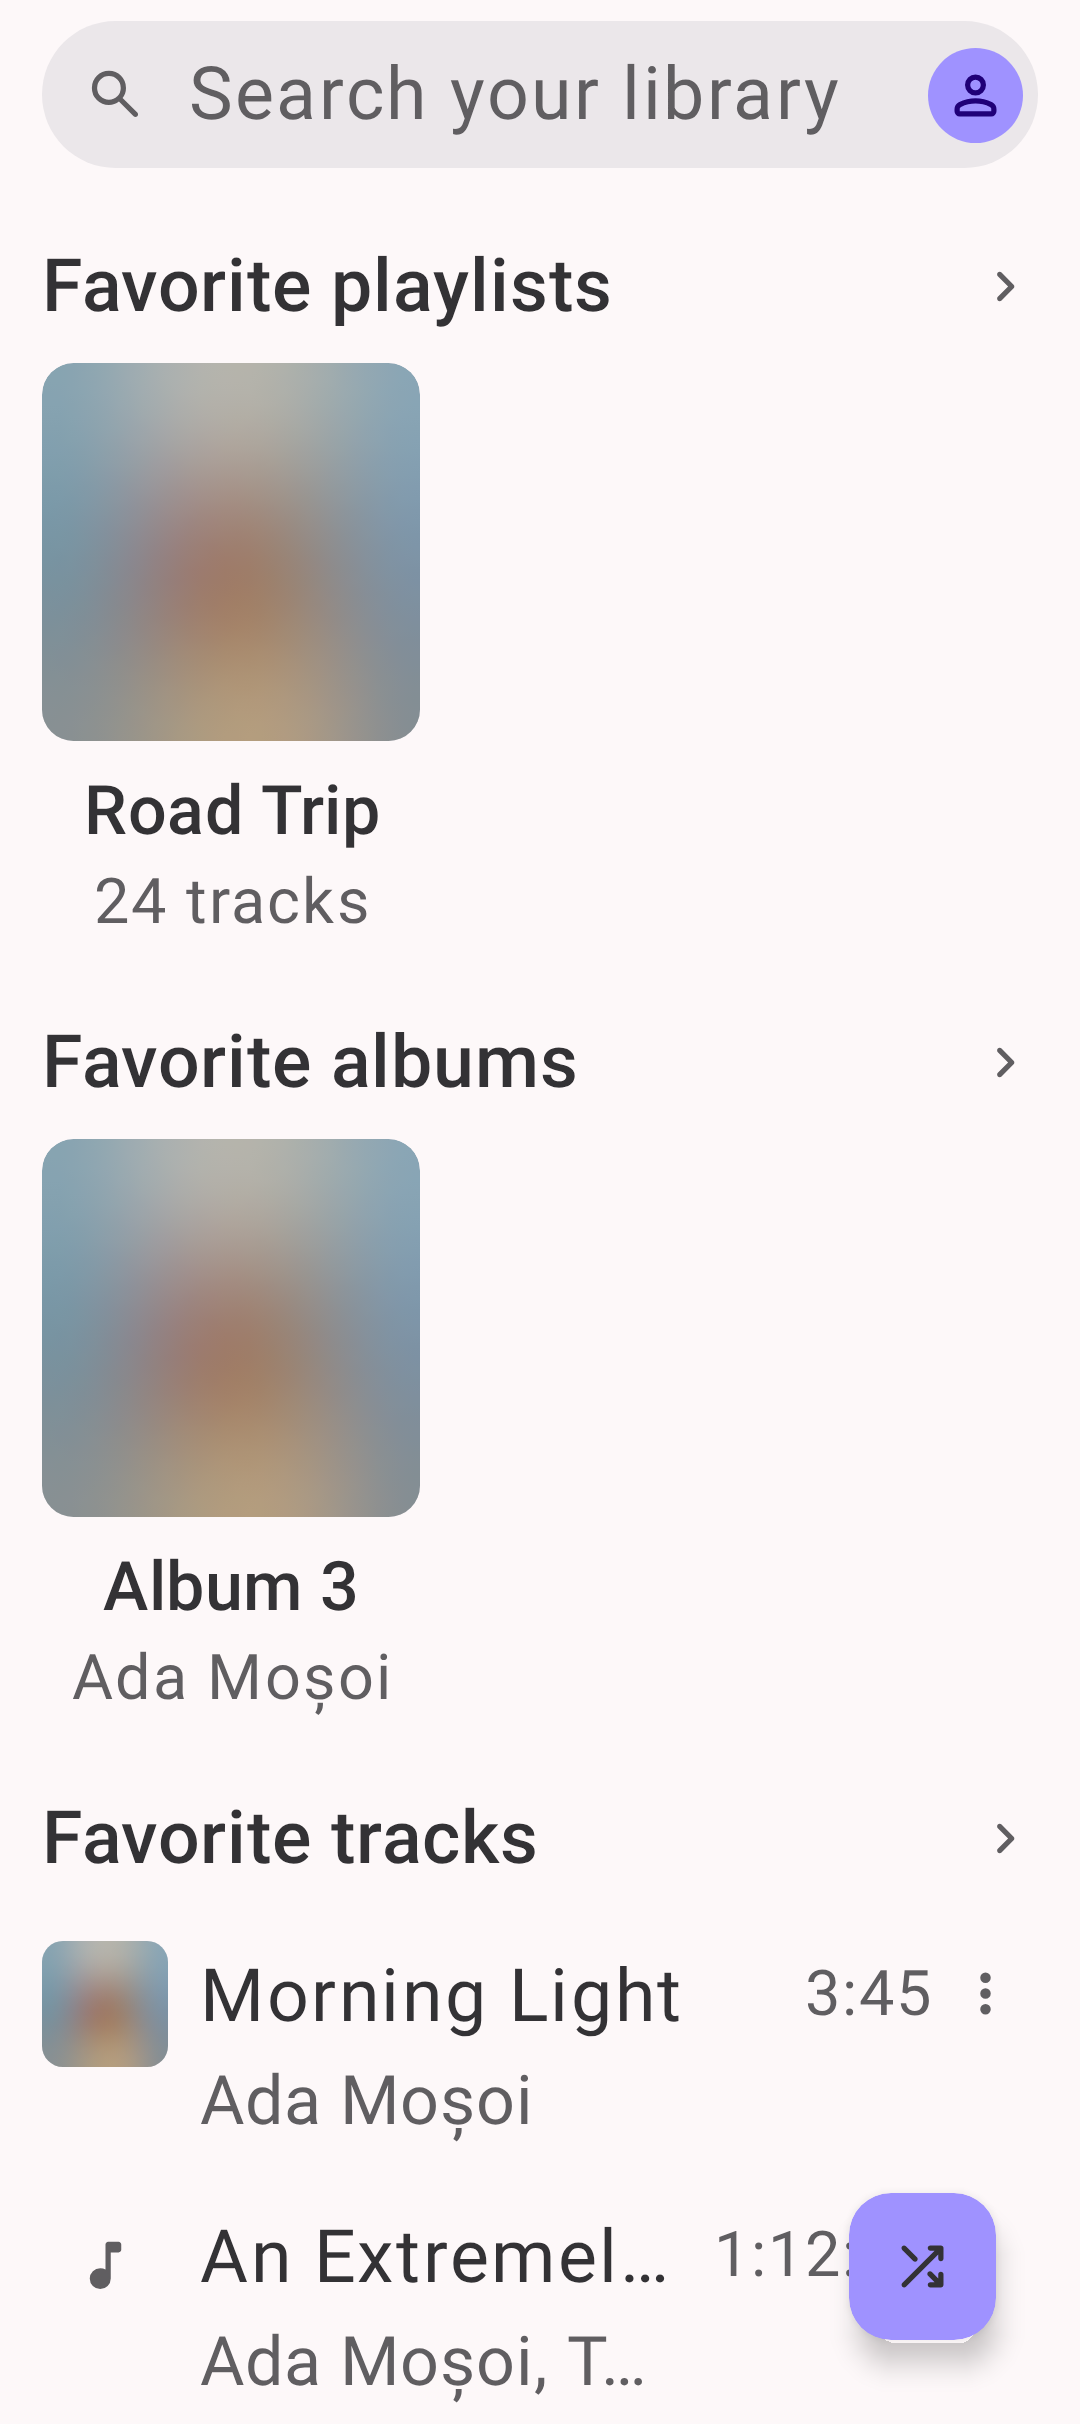 Search your library
Favorite playlists
Road Trip
24 tracks
Favorite albums
Album 3
Ada Moșoi
Favorite tracks
Morning Light
3:45
Ada Moșoi
An Extremel…
1:12:
Ada Moșoi, T…